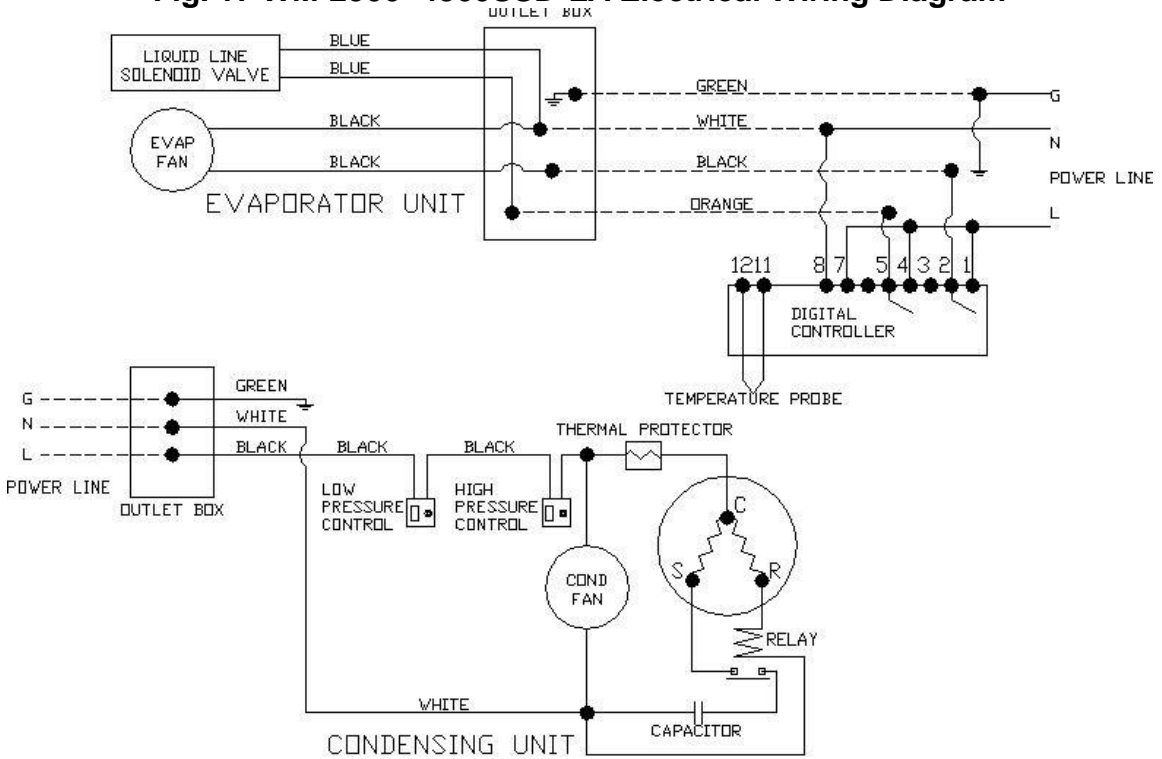 OUTLET BOX
LIQUID LINE
SOLENOID VALVE
BLUE
BLUE
EVAP
FAN
BLACK
BLACK
EVAPORATOR UNIT
GREEN
WHITE
BLACK
ORANGE
G
N
POWER LINE
L
12 11 8 7 5 4 3 2 1
DIGITAL
CONTROLLER
TEMPERATURE PROBE
G
N
L
POWER LINE
OUTLET BOX
GREEN
WHITE
BLACK
BLACK
BLACK
LOW
PRESSURE
CONTROL
HIGH
PRESSURE
CONTROL
THERMAL PROTECTOR
C
S
R
COND
FAN
RELAY
WHITE
CAPACITOR
CONDENSING UNIT